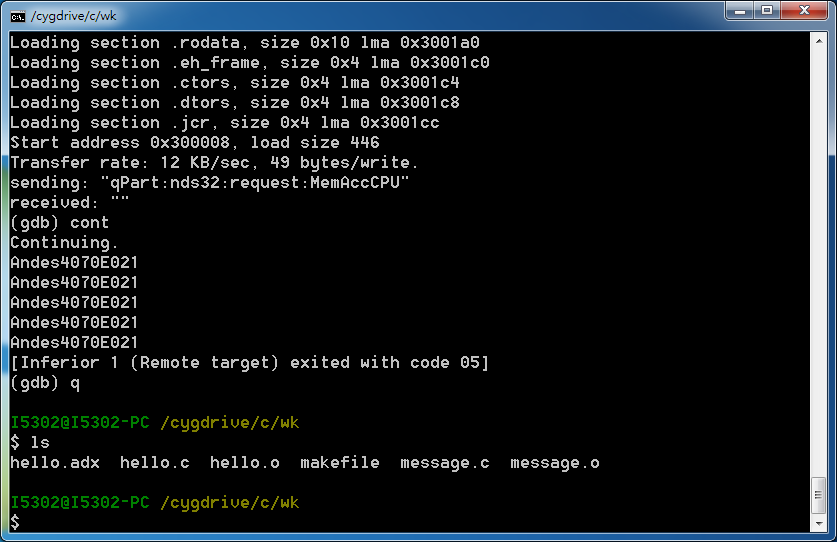 /cygdrive/c/wk
Loading section .rodata, size 0x10 lma 0x3001a0
Loading section .eh_frame, size 0x4 lma 0x3001c0
Loading section .ctors, size 0x4 lma 0x3001c4
Loading section .dtors, size 0x4 lma 0x3001c8
Loading section .jcr, size 0x4 lma 0x3001cc
Start address 0x300008, load size 446
Transfer rate: 12 KB/sec, 49 bytes/write.
sending: "qPart:nds32:request:MemAccCPU"
received: ""
(gdb) cont
Continuing.
Andes4070E021
Andes4070E021
Andes4070E021
Andes4070E021
Andes4070E021
[Inferior 1 (Remote target) exited with code 05]
(gdb) q
I5302@I5302-PC /cygdrive/c/wk
$ ls
hello.adx  hello.c  hello.o  makefile  message.c  message.o
I5302@I5302-PC /cygdrive/c/wk
$